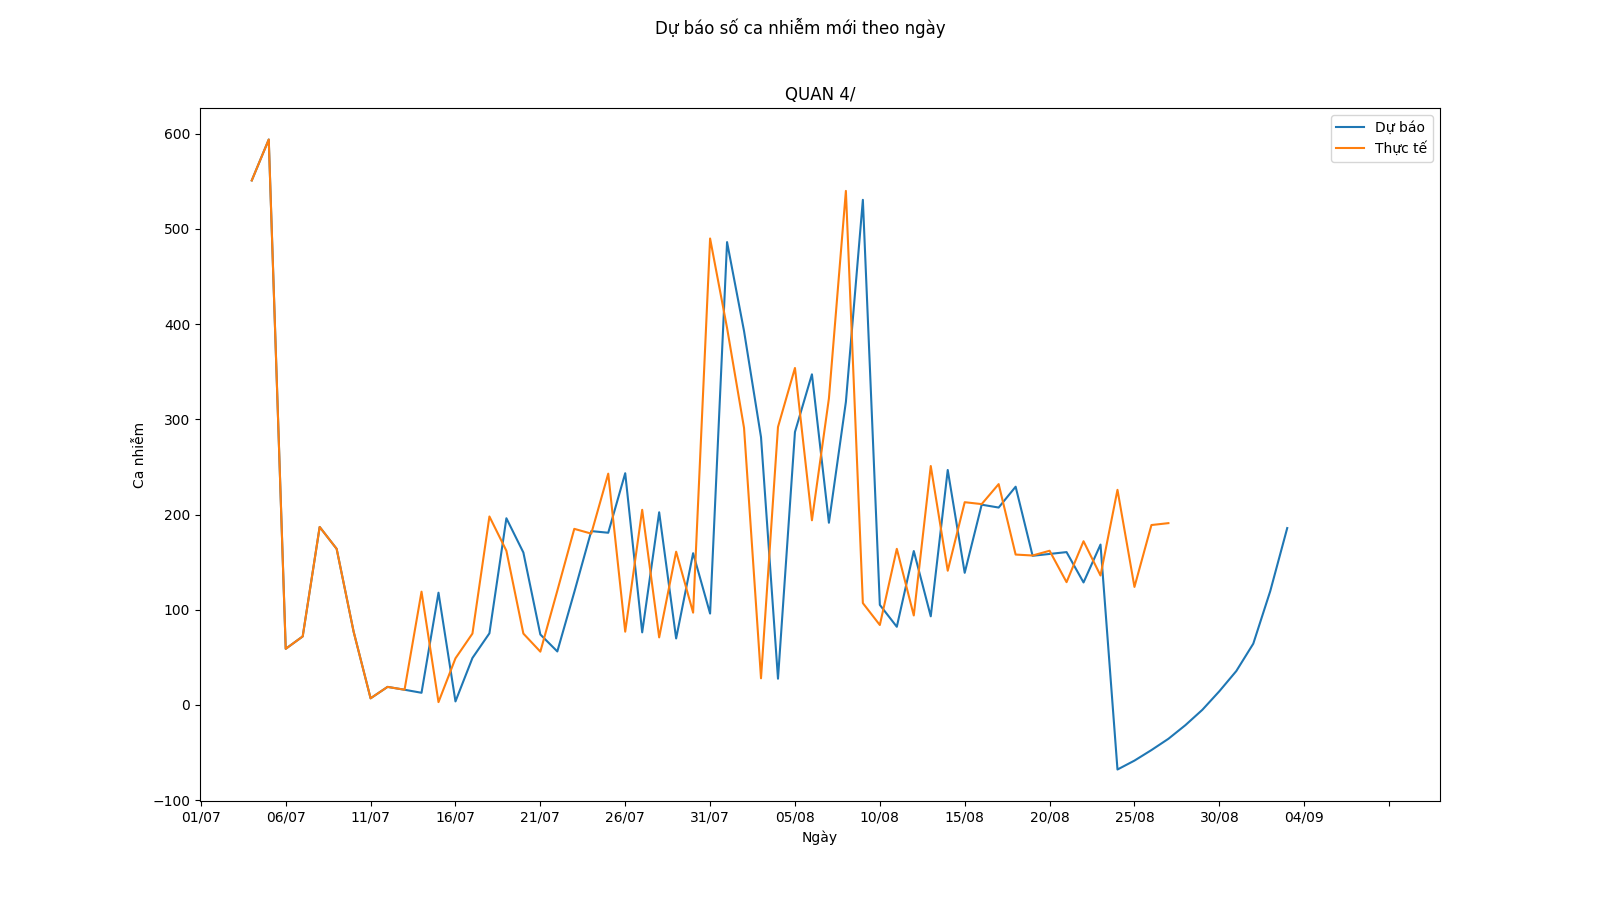 Dự báo số ca nhiễm mới theo ngày
QUAN 4/
Dự báo
Thực tế
600
500
400
300
200
100
0
−100
Ca nhiễm
01/07 06/07 11/07 16/07 21/07 26/07 31/07 05/08 10/08 15/08 20/08 25/08 30/08 04/09
Ngày